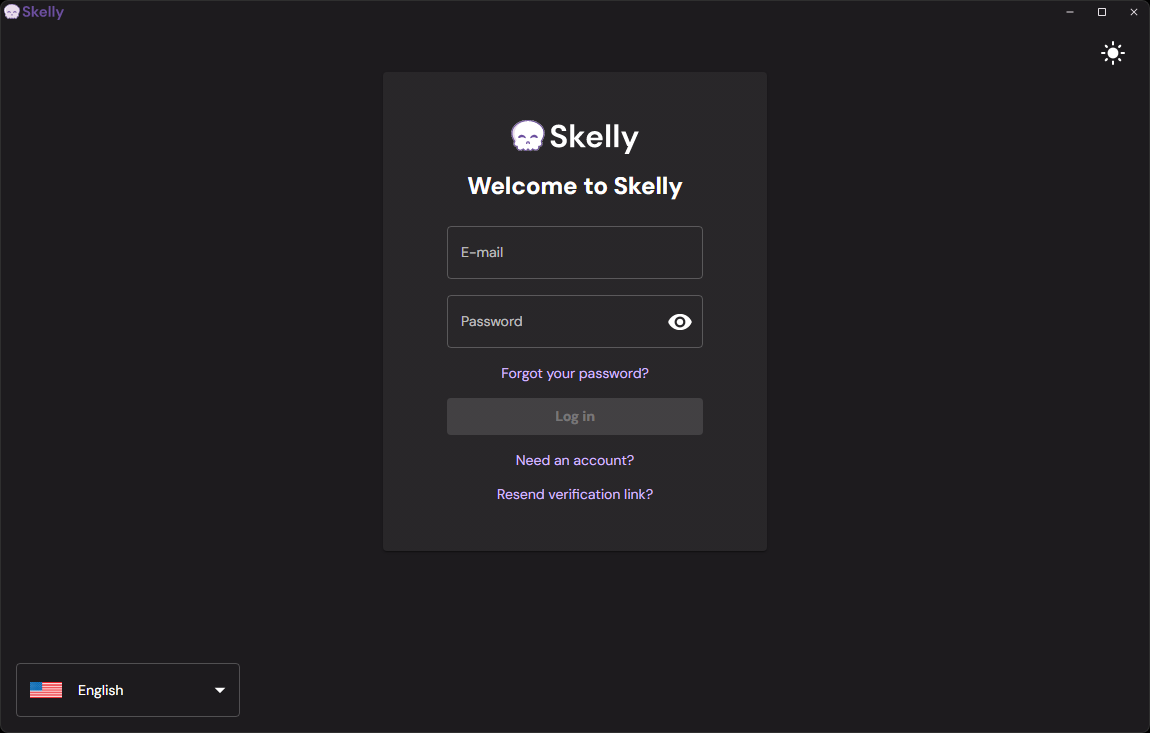 Skelly
Skelly
Welcome to Skelly
E-mail
Password
Forgot your password?
Log in
Need an account?
Resend verification link?
English